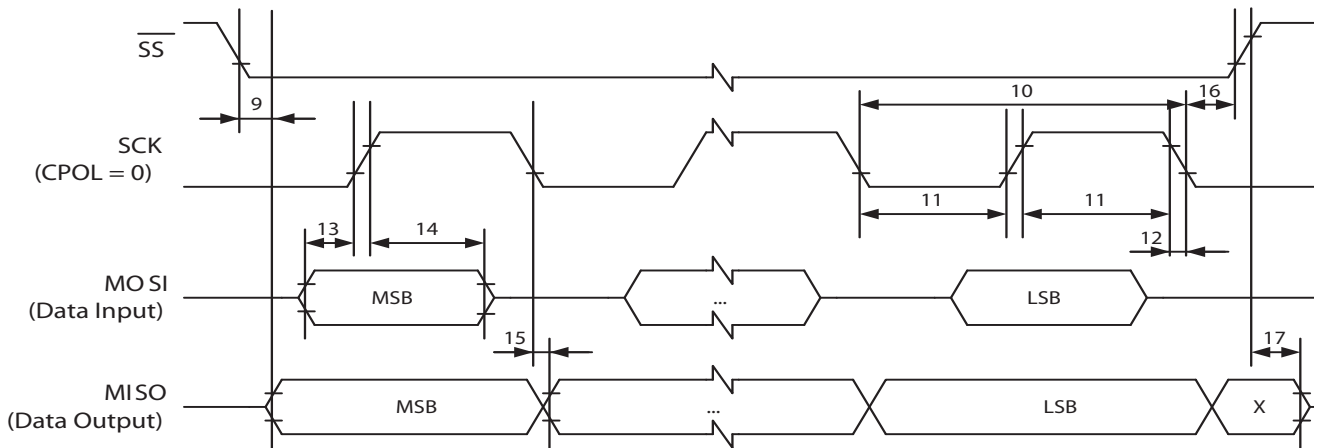 SS
10
16
9
SCK
(CPOL = 0)
11
11
13
14
12
MOSI
(Data Input)
MSB
...
LSB
15
17
MISO
(Data Output)
MSB
...
LSB
X